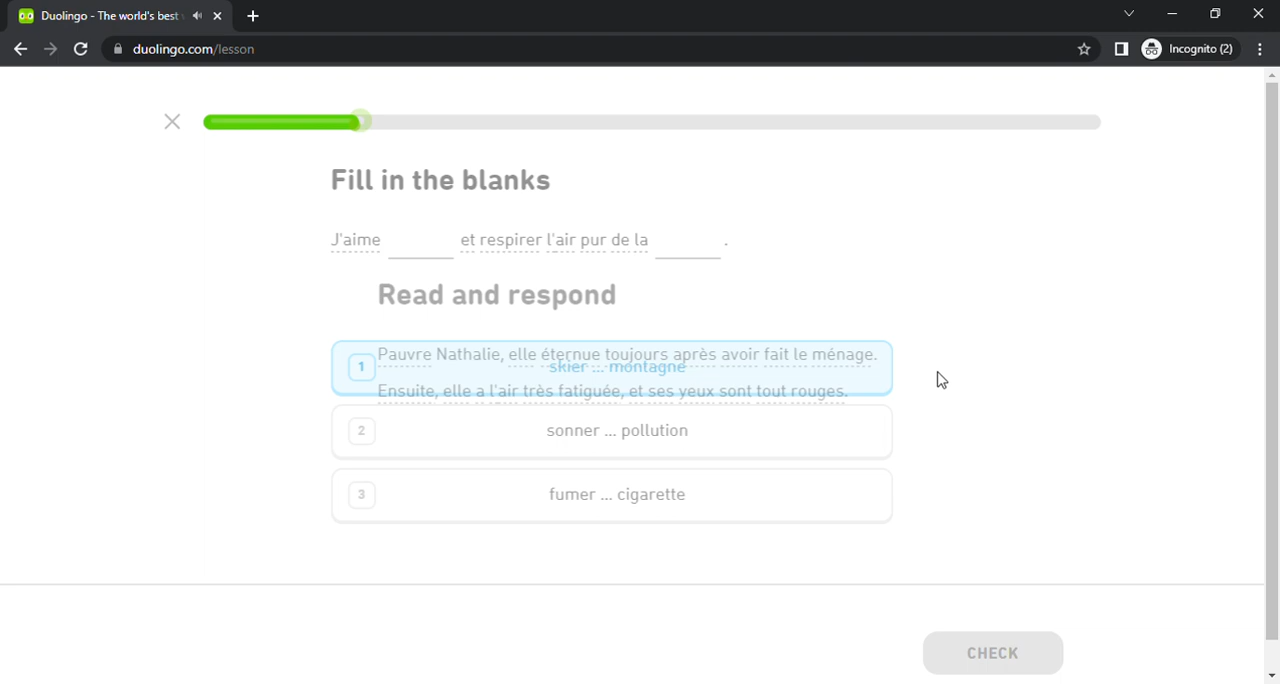 Duolingo - The world's best
duolingo.com/lesson
Incognito (2)
Fill in the blanks
J'aime ________ et respirer l'air pur de la ________ .
Read and respond
Pauvre Nathalie, elle éternue toujours après avoir fait le ménage.
1 skier ... montagne
Ensuite, elle a l'air très fatiguée, et ses yeux sont tout rouges.
2 sonner ... pollution
3 fumer ... cigarette
CHECK